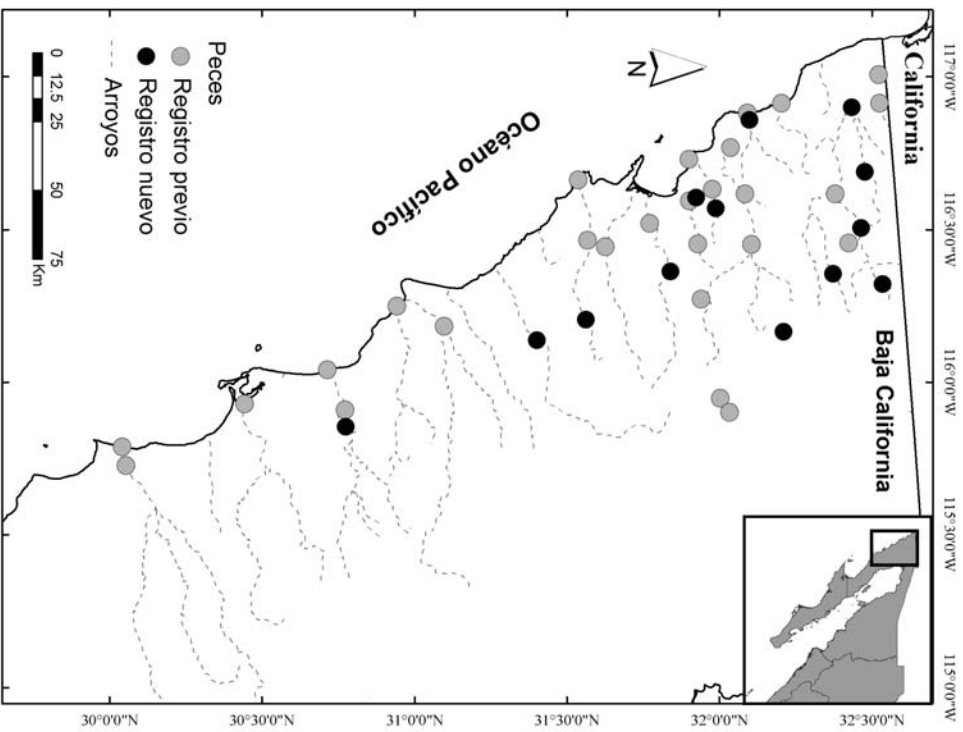 117°0'0"W
116°30'0"W
116°0'0"W
115°30'0"W
115°0'0"W
California
Baja California
Océano Pacífico
N
Peces
Registro previo
Registro nuevo
Arroyos
0 12.5 25 50 75
Km
32°30'0"N
32°0'0"N
31°30'0"N
31°0'0"N
30°30'0"N
30°0'0"N